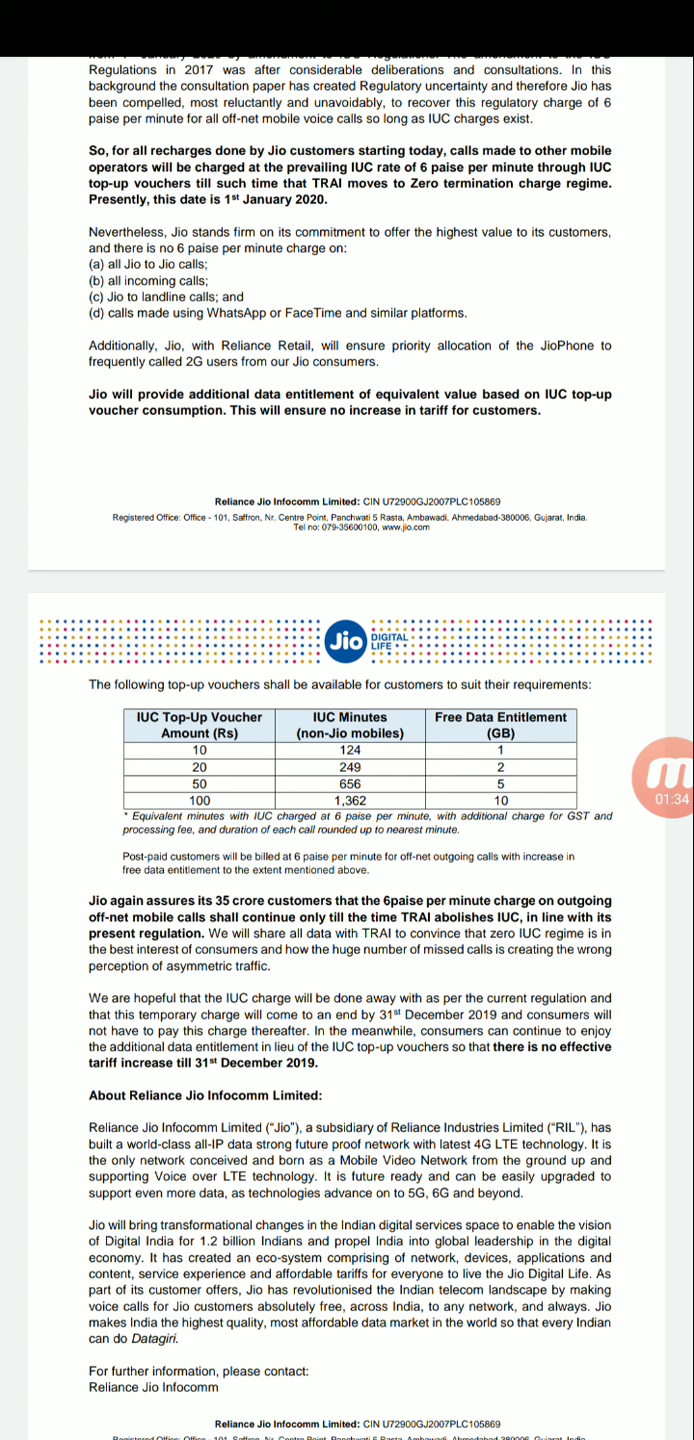 Regulations in 2017 was after considerable deliberations and consultations. In this
background the consultation paper has created Regulatory uncertainty and therefore Jio has
been compelled, most reluctantly and unavoidably, to recover this regulatory charge of 6
paise per minute for all off-net mobile voice calls so long as IUC charges exist.
So, for all recharges done by Jio customers starting today, calls made to other mobile
operators will be charged at the prevailing IUC rate of 6 paise per minute through IUC
top-up vouchers till such time that TRAI moves to Zero termination charge regime.
Presently, this date is 1st January 2020.
Nevertheless, Jio stands firm on its commitment to offer the highest value to its customers,
and there is no 6 paise per minute charge on:
(a) all Jio to Jio calls;
(b) all incoming calls;
(c) Jio to landline calls; and
(d) calls made using WhatsApp or FaceTime and similar platforms.
Additionally, Jio, with Reliance Retail, will ensure priority allocation of the JioPhone to
frequently called 2G users from our Jio consumers.
Jio will provide additional data entitlement of equivalent value based on IUC top-up
voucher consumption. This will ensure no increase in tariff for customers.
Reliance Jio Infocomm Limited: CIN U72900GJ2007PLC105869
Registered Office: Office - 101, Saffron, Nr. Centre Point, Panchwati 5 Rasta, Ambawadi, Ahmedabad-380006, Gujarat, India.
Tel no: 079-35600100, www.jio.com
Jio DIGITAL
LIFE
The following top-up vouchers shall be available for customers to suit their requirements:
IUC Top-Up Voucher IUC Minutes Free Data Entitlement
Amount (Rs) (non-Jio mobiles) (GB)
10 124 1
20 249 2
50 656 5
100 1,362 10
* Equivalent minutes with IUC charged at 6 paise per minute, with additional charge for GST and
processing fee, and duration of each call rounded up to nearest minute.
01:34
Post-paid customers will be billed at 6 paise per minute for off-net outgoing calls with increase in
free data entitlement to the extent mentioned above.
Jio again assures its 35 crore customers that the 6paise per minute charge on outgoing
off-net mobile calls shall continue only till the time TRAI abolishes IUC, in line with its
present regulation. We will share all data with TRAI to convince that zero IUC regime is in
the best interest of consumers and how the huge number of missed calls is creating the wrong
perception of asymmetric traffic.
We are hopeful that the IUC charge will be done away with as per the current regulation and
that this temporary charge will come to an end by 31st December 2019 and consumers will
not have to pay this charge thereafter. In the meanwhile, consumers can continue to enjoy
the additional data entitlement in lieu of the IUC top-up vouchers so that there is no effective
tariff increase till 31st December 2019.
About Reliance Jio Infocomm Limited:
Reliance Jio Infocomm Limited ("Jio"), a subsidiary of Reliance Industries Limited ("RIL"), has
built a world-class all-IP data strong future proof network with latest 4G LTE technology. It is
the only network conceived and born as a Mobile Video Network from the ground up and
supporting Voice over LTE technology. It is future ready and can be easily upgraded to
support even more data, as technologies advance on to 5G, 6G and beyond.
Jio will bring transformational changes in the Indian digital services space to enable the vision
of Digital India for 1.2 billion Indians and propel India into global leadership in the digital
economy. It has created an eco-system comprising of network, devices, applications and
content, service experience and affordable tariffs for everyone to live the Jio Digital Life. As
part of its customer offers, Jio has revolutionised the Indian telecom landscape by making
voice calls for Jio customers absolutely free, across India, to any network, and always. Jio
makes India the highest quality, most affordable data market in the world so that every Indian
can do Datagiri.
For further information, please contact:
Reliance Jio Infocomm
Reliance Jio Infocomm Limited: CIN U72900GJ2007PLC105869